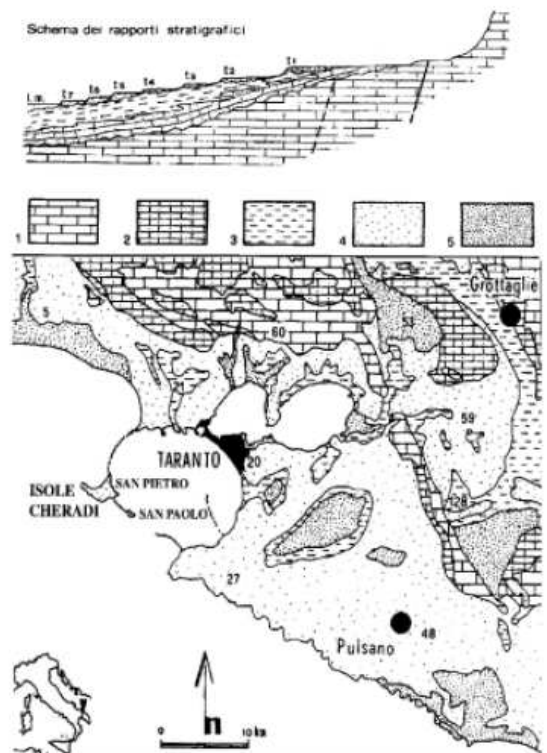 Schema dei rapporti stratigrafici
t1
t2
t3
t4
t5
t6
t7
l.m.
1
2
3
4
5
Grottaglie
5
51
60
59
TARANTO
20
ISOLE
CHERADI
SAN PIETRO
SAN PAOLO
128
27
48
Pulsano
n
0 10 km